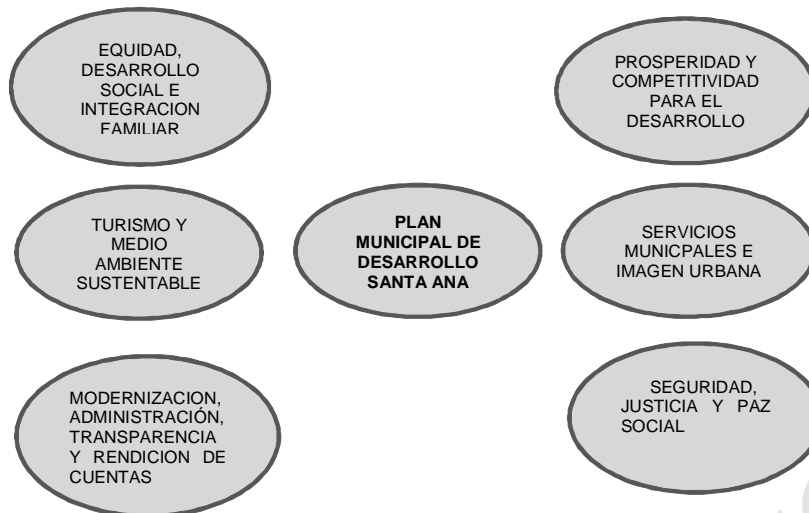 EQUIDAD,
DESARROLLO
SOCIAL E
INTEGRACION
FAMILIAR
PROSPERIDAD Y
COMPETITIVIDAD
PARA EL
DESARROLLO
TURISMO Y
MEDIO
AMBIENTE
SUSTENTABLE
PLAN
MUNICIPAL DE
DESARROLLO
SANTA ANA
SERVICIOS
MUNICPALES E
IMAGEN URBANA
MODERNIZACION,
ADMINISTRACIÓN,
TRANSPARENCIA
Y RENDICION DE
CUENTAS
SEGURIDAD,
JUSTICIA Y PAZ
SOCIAL